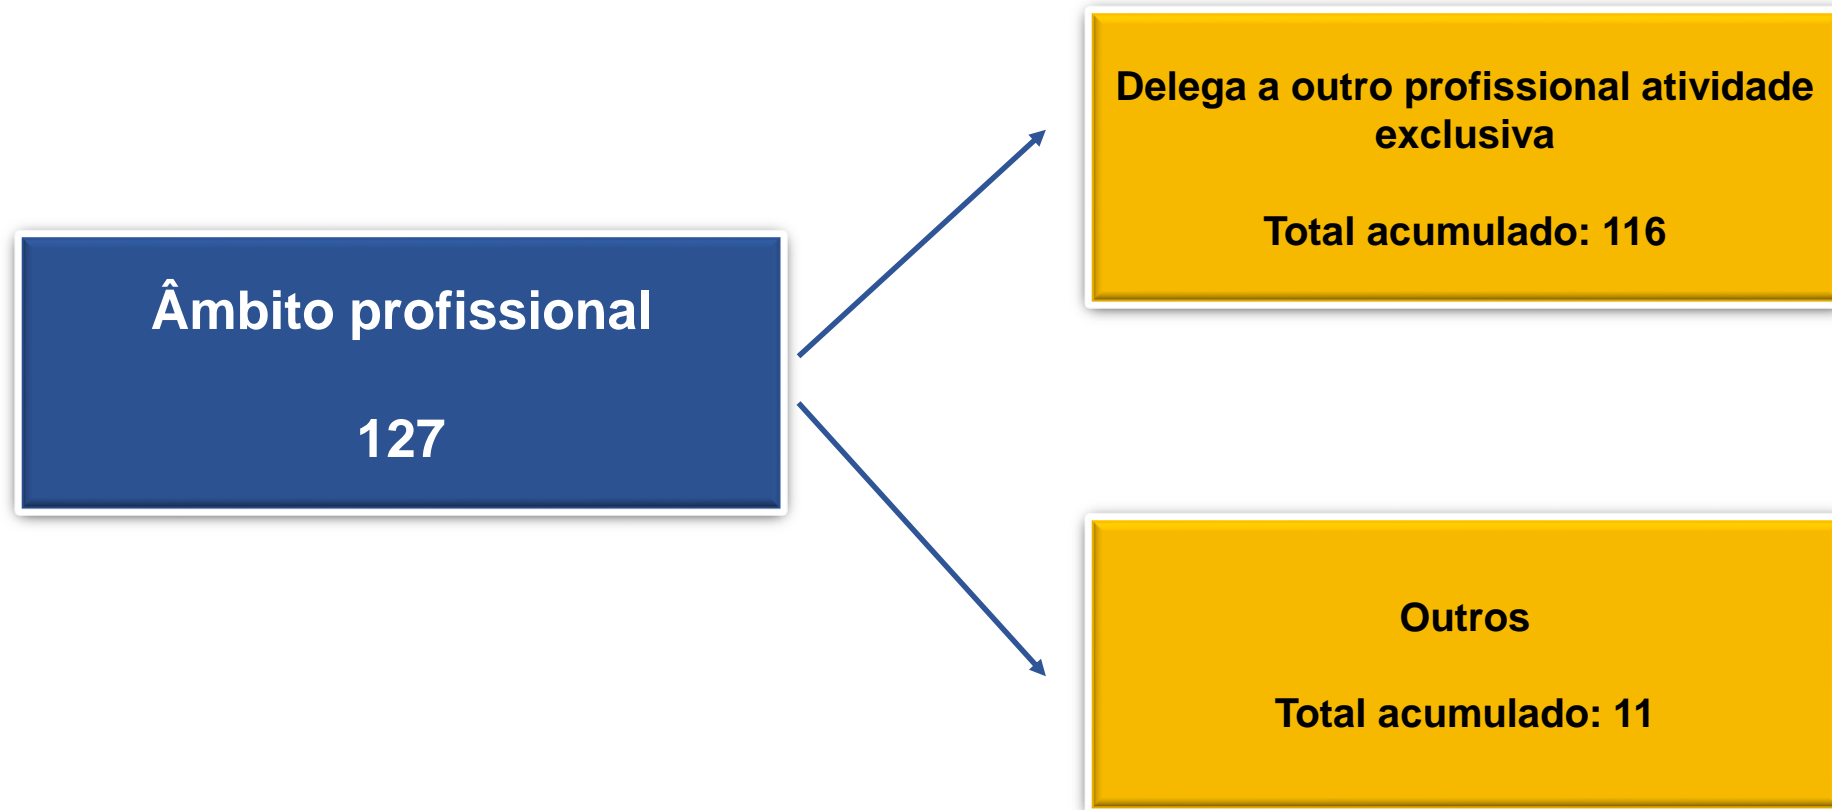 Âmbito profissional
127
Delega a outro profissional atividade
exclusiva
Total acumulado: 116
Outros
Total acumulado: 11